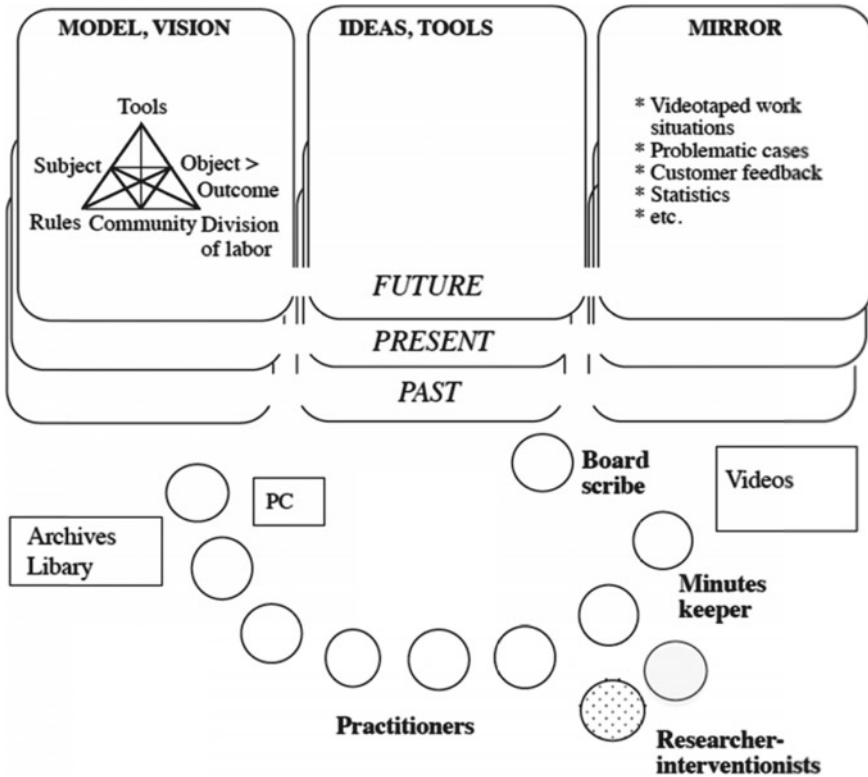 MODEL, VISION
IDEAS, TOOLS
MIRROR
Tools
Subject
Object >
Outcome
Rules Community Division
of labor
* Videotaped work
situations
* Problematic cases
* Customer feedback
* Statistics
* etc.
FUTURE
PRESENT
PAST
Board
scribe
PC
Videos
Archives
Libary
Minutes
keeper
Practitioners
Researcher-
interventionists